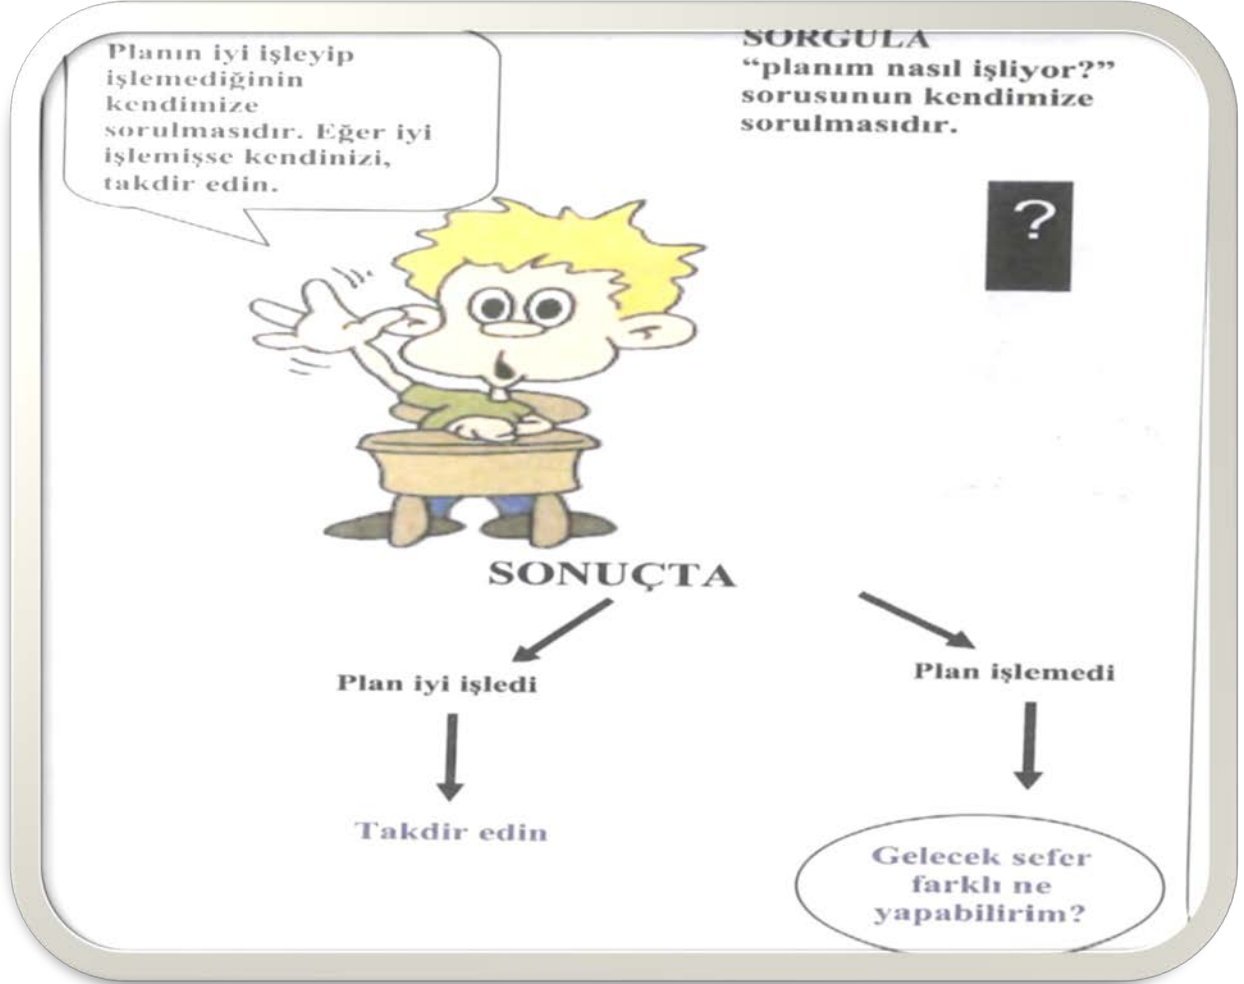 Planın iyi işleyip
işlemediğinin
kendimize
sorulmasıdır. Eğer iyi
işlemişse kendinizi,
takdir edin.
SORGULA
“planım nasıl işliyor?”
sorusunun kendimize
sorulmasıdır.
?
SONUÇTA
Plan iyi işledi
Plan işlemedi
Takdir edin
Gelecek sefer
farklı ne
yapabilirim?